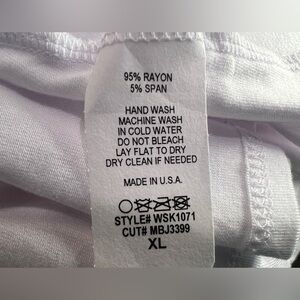 95% RAYON
5% SPAN
HAND WASH
MACHINE WASH
IN COLD WATER
DO NOT BLEACH
LAY FLAT TO DRY
DRY CLEAN IF NEEDED
MADE IN U.S.A.
STYLE# WSK1071
CUT# MBJ3399
XL